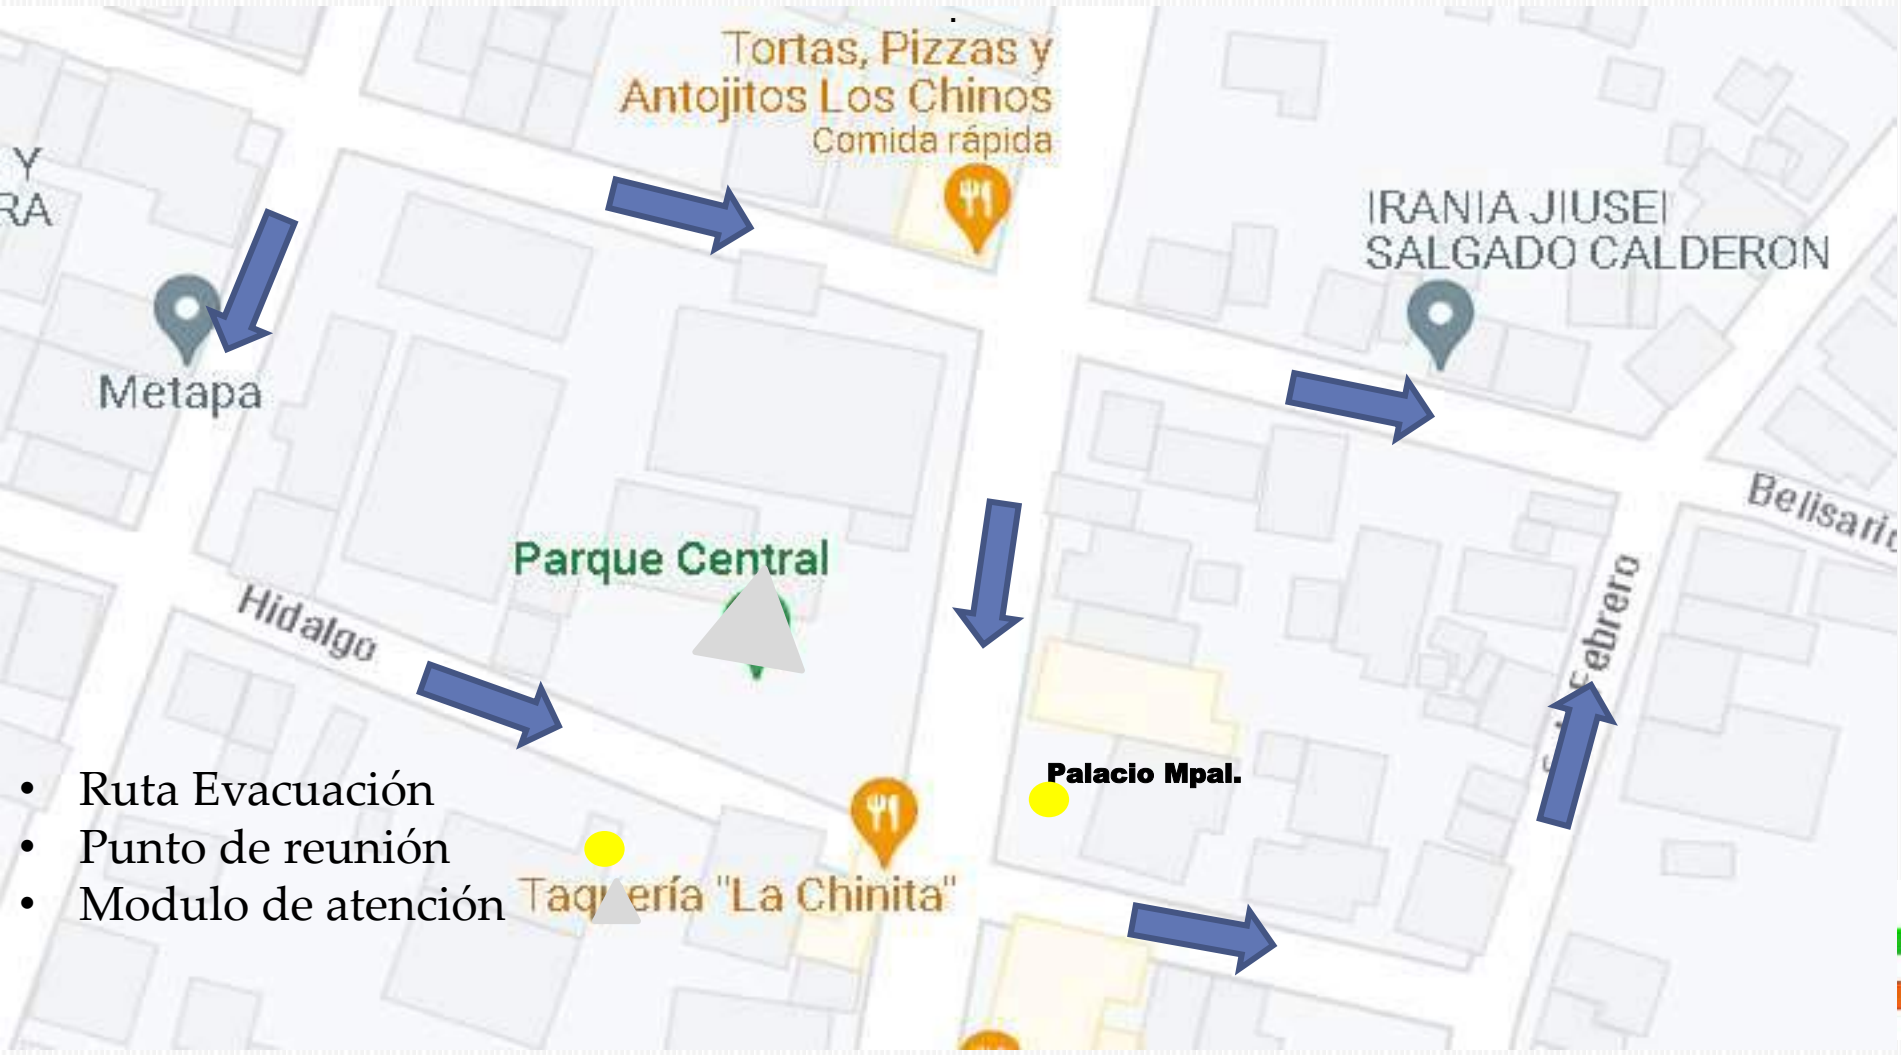 Tortas, Pizzas y
Antojitos Los Chinos
Comida rápida
Y
RA
IRANIA JIUSEI
SALGADO CALDERON
Metapa
Belisario
Parque Central
Febrero
Hidalgo
Palacio Mpal.
• Ruta Evacuación
• Punto de reunión
• Modulo de atención
Taquería "La Chinita"